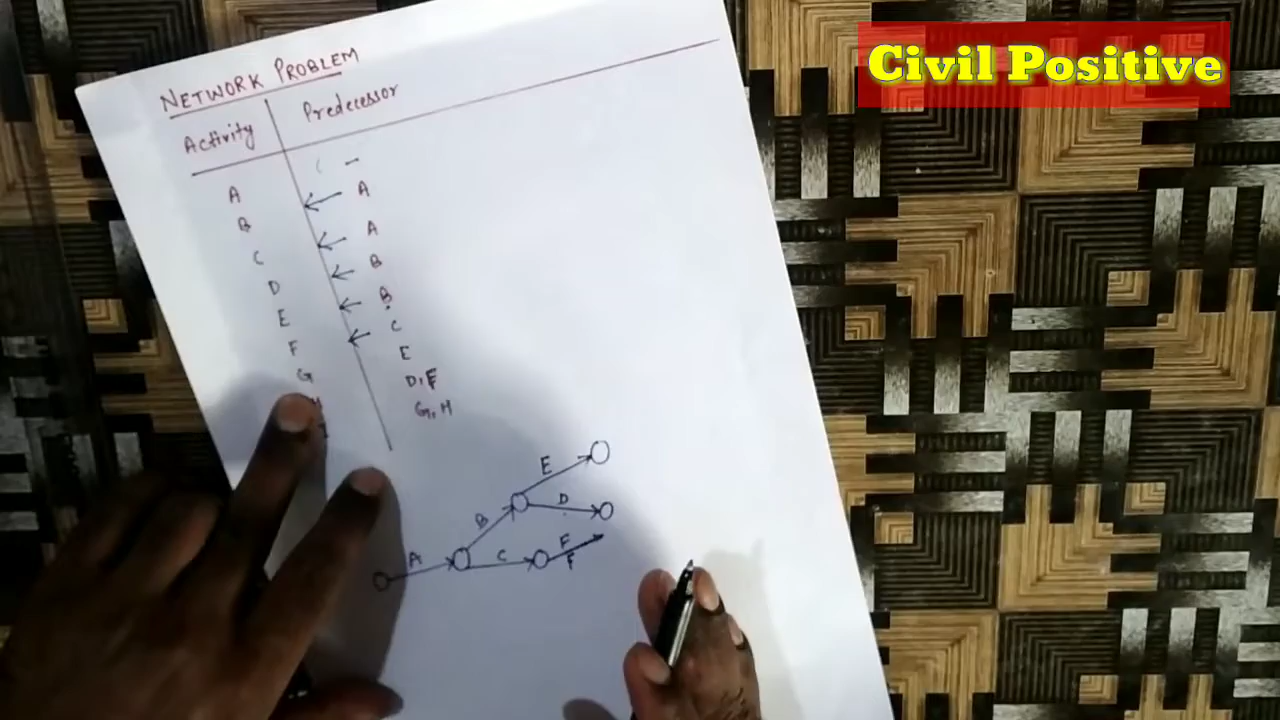 Civil Positive
NETWORK PROBLEM
Activity Predecessor
A –
B A
C A
D B
E B
F C
G E
H D, F
I G, H
E
B D
F
A C F